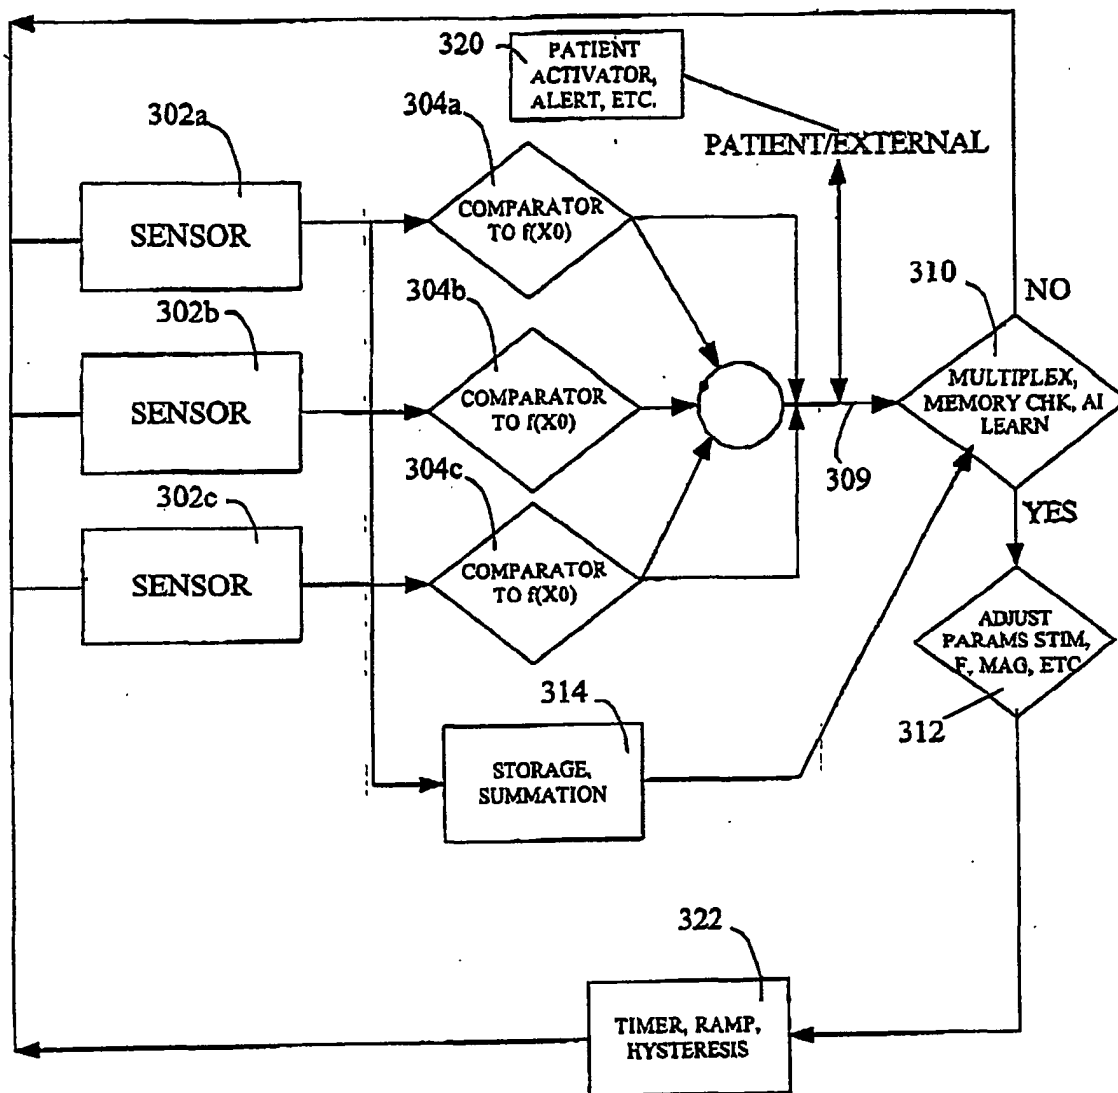 320
PATIENT
ACTIVATOR,
ALERT, ETC.
302a
304a
PATIENT/EXTERNAL
SENSOR
COMPARATOR
TO f(X0)
310
NO
302b
304b
SENSOR
COMPARATOR
TO f(X0)
MULTIPLEX,
MEMORY CHK, AI
LEARN
309
302c
304c
YES
SENSOR
COMPARATOR
TO f(X0)
ADJUST
PARAMS STIM,
F, MAG, ETC
312
314
STORAGE,
SUMMATION
322
TIMER, RAMP,
HYSTERESIS